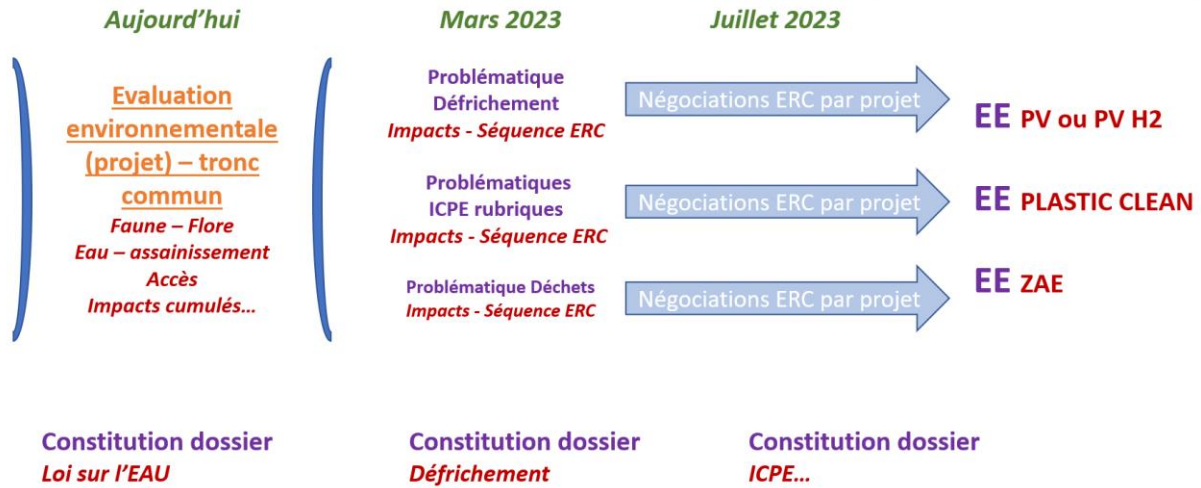 Aujourd’hui
Mars 2023
Juillet 2023
Evaluation
environnementale
(projet) – tronc
commun
Faune – Flore
Eau – assainissement
Accès
Impacts cumulés…
Problématique
Défrichement
Impacts - Séquence ERC
Négociations ERC par projet
EE PV ou PV H2
Problématiques
ICPE rubriques
Impacts - Séquence ERC
Négociations ERC par projet
EE PLASTIC CLEAN
Problématique Déchets
Impacts - Séquence ERC
Négociations ERC par projet
EE ZAE
Constitution dossier
Loi sur l’EAU
Constitution dossier
Défrichement
Constitution dossier
ICPE…